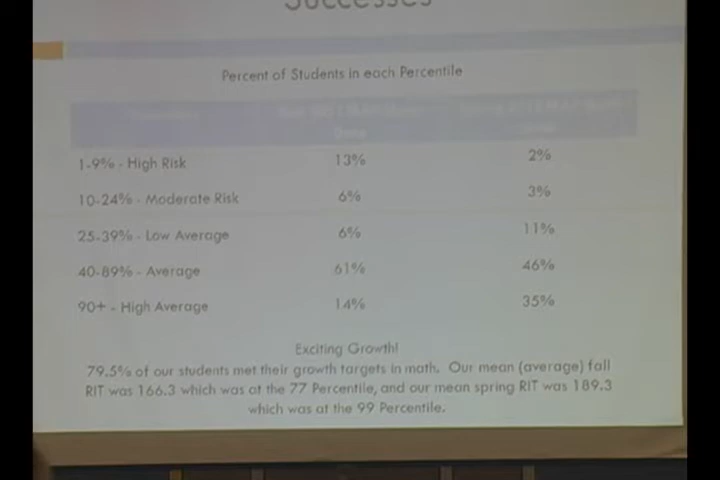 Successes
Percent of Students in each Percentile
1-9% - High Risk 13% 2%
10-24% - Moderate Risk 6% 3%
25-39% - Low Average 6% 11%
40-89% - Average 61% 46%
90+ - High Average 14% 35%
Exciting Growth!
79.5% of our students met their growth targets in math. Our mean (average) fall
RIT was 166.3 which was at the 77 Percentile, and our mean spring RIT was 189.3
which was at the 99 Percentile.